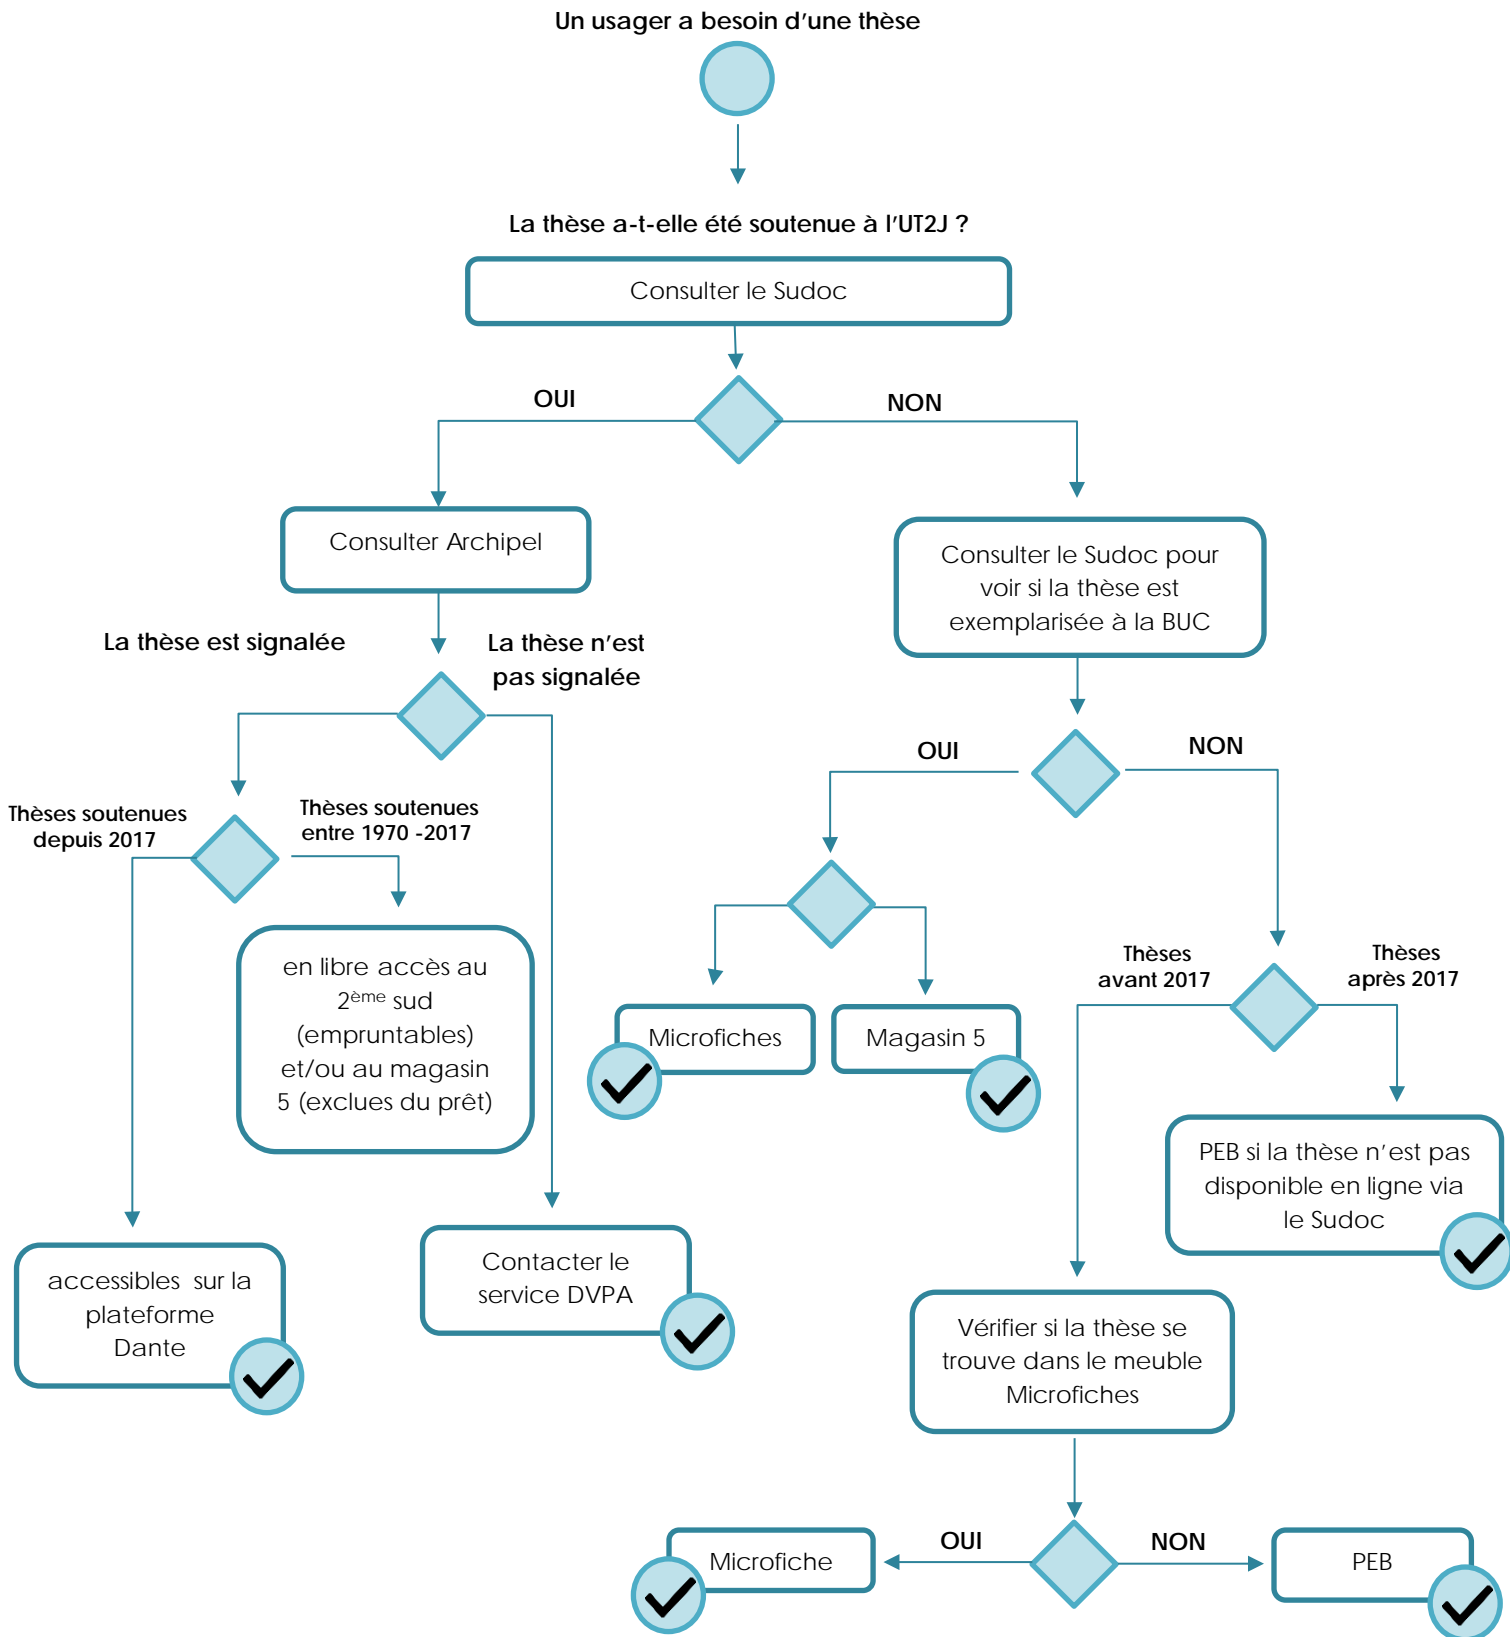 Un usager a besoin d'une thèse
La thèse a-t-elle été soutenue à l'UT2J ?
Consulter le Sudoc
OUI
NON
Consulter Archipel
Consulter le Sudoc pour
voir si la thèse est
exemplarisée à la BUC
La thèse est signalée
La thèse n'est
pas signalée
OUI
NON
Thèses soutenues
depuis 2017
Thèses soutenues
entre 1970 -2017
en libre accès au
2ème sud
(empruntables)
et/ou au magasin
5 (exclues du prêt)
Microfiches
Magasin 5
Thèses
avant 2017
Thèses
après 2017
PEB si la thèse n'est pas
disponible en ligne via
le Sudoc
accessibles sur la
plateforme
Dante
Contacter le
service DVPA
Vérifier si la thèse se
trouve dans le meuble
Microfiches
Microfiche
OUI
NON
PEB